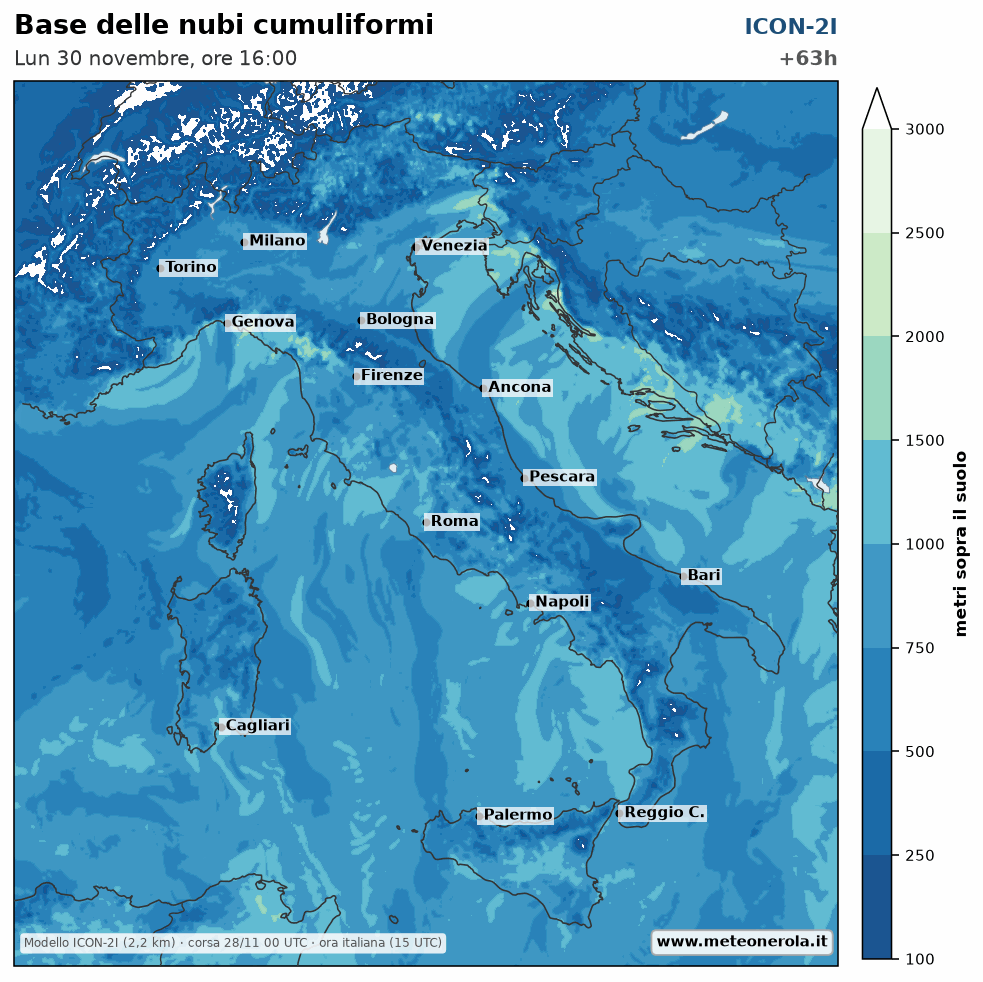 Base delle nubi cumuliformi
ICON-2I
Lun 30 novembre, ore 16:00
+63h
3000
2500
2000
1500
1000
750
500
250
100
metri sopra il suolo
Milano
Venezia
Torino
Genova
Bologna
Firenze
Ancona
Pescara
Roma
Bari
Napoli
Cagliari
Palermo
Reggio C.
Modello ICON-2I (2,2 km) · corsa 28/11 00 UTC · ora italiana (15 UTC)
www.meteonerola.it